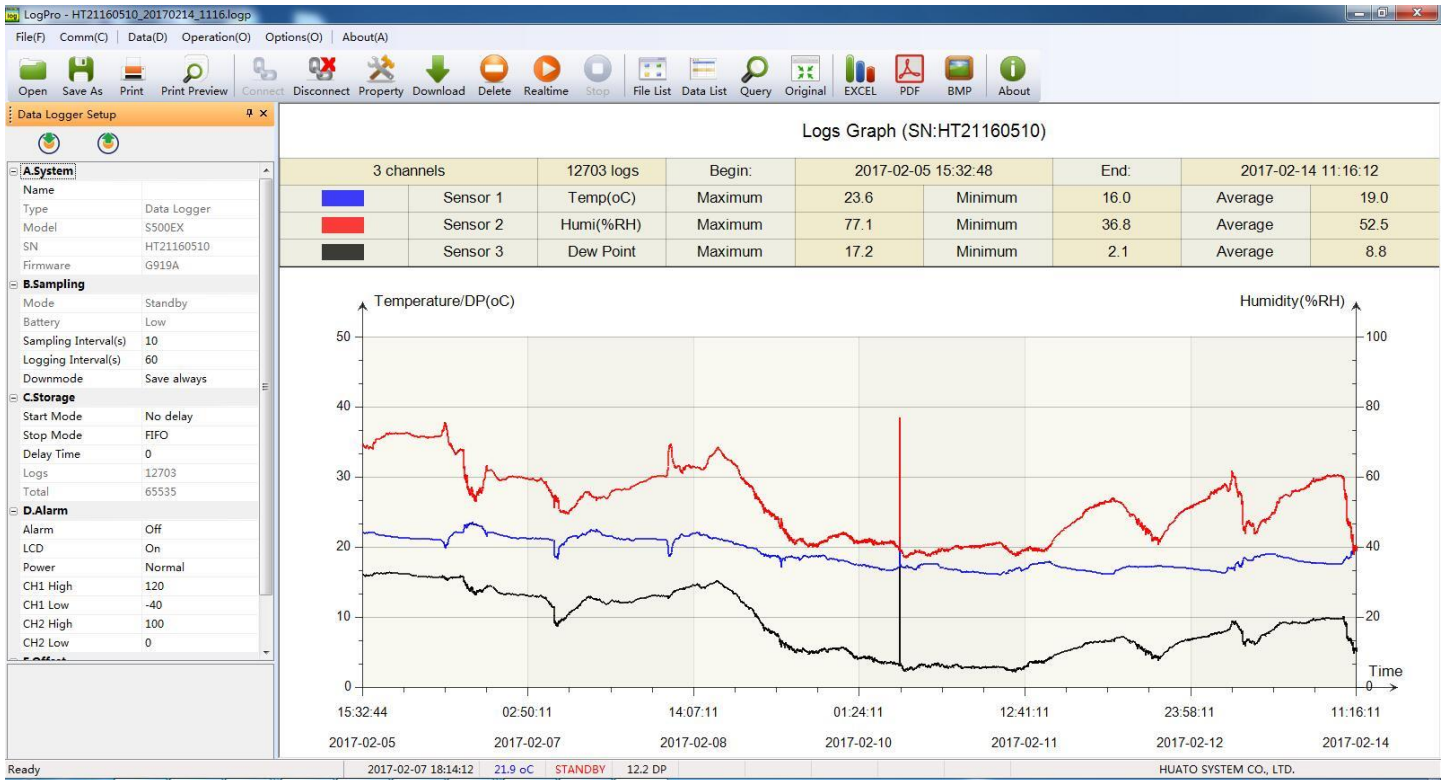 LogPro - HT21160510_20170214_1116.logp
File(F) Comm(C) Data(D) Operation(O) Options(O) About(A)
Open Save As Print Print Preview Connect Disconnect Property Download Delete Realtime Stop File List Data List Query Original EXCEL PDF BMP About
Data Logger Setup
A.System
Name
Type Data Logger
Model S500EX
SN HT21160510
Firmware G919A
B.Sampling
Mode Standby
Battery Low
Sampling Interval(s) 10
Logging Interval(s) 60
Downmode Save always
C.Storage
Start Mode No delay
Stop Mode FIFO
Delay Time 0
Logs 12703
Total 65535
D.Alarm
Alarm Off
LCD On
Power Normal
CH1 High 120
CH1 Low -40
CH2 High 100
CH2 Low 0
Logs Graph (SN:HT21160510)
3 channels 12703 logs Begin: 2017-02-05 15:32:48 End: 2017-02-14 11:16:12
Sensor 1 Temp(oC) Maximum 23.6 Minimum 16.0 Average 19.0
Sensor 2 Humi(%RH) Maximum 77.1 Minimum 36.8 Average 52.5
Sensor 3 Dew Point Maximum 17.2 Minimum 2.1 Average 8.8
Temperature/DP(oC) Humidity(%RH)
50 100
40 80
30 60
20 40
10 20
Time
0 0
15:32:44 02:50:11 14:07:11 01:24:11 12:41:11 23:58:11 11:16:11
2017-02-05 2017-02-07 2017-02-08 2017-02-10 2017-02-11 2017-02-12 2017-02-14
Ready 2017-02-07 18:14:12 21.9 oC STANDBY 12.2 DP HUATO SYSTEM CO., LTD.